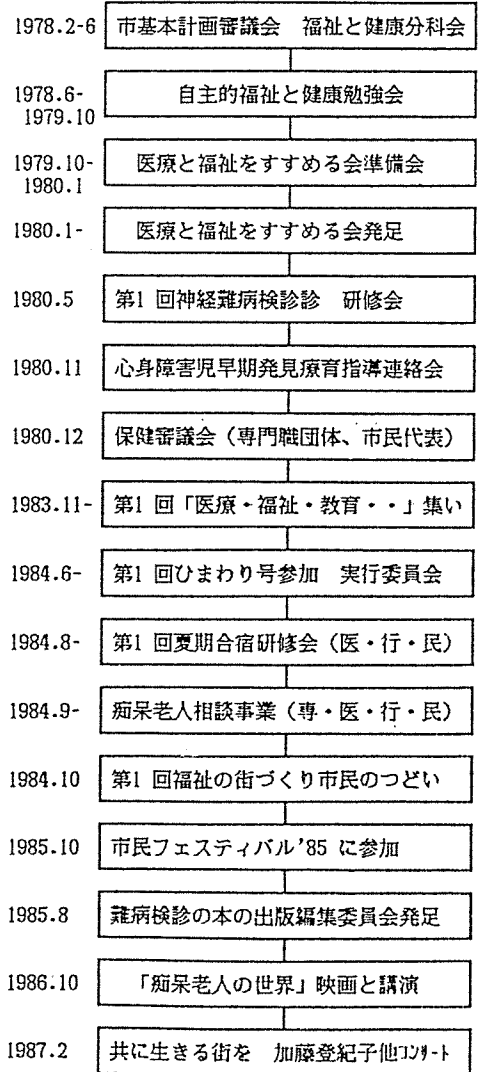 1978.2-6 市基本計画審議会 福祉と健康分科会
1978.6-
1979.10 自主的福祉と健康勉強会
1979.10-
1980.1 医療と福祉をすすめる会準備会
1980.1- 医療と福祉をすすめる会発足
1980.5 第1 回神経難病検診診 研修会
1980.11 心身障害児早期発見療育指導連絡会
1980.12 保健審議会（専門職団体、市民代表）
1983.11- 第1 回「医療・福祉・教育・・」集い
1984.6- 第1 回ひまわり号参加 実行委員会
1984.8- 第1 回夏期合宿研修会（医・行・民）
1984.9- 痴呆老人相談事業（専・医・行・民）
1984.10 第1 回福祉の街づくり市民のつどい
1985.10 市民フェスティバル'85 に参加
1985.8 難病検診の本の出版編集委員会発足
1986.10 「痴呆老人の世界」映画と講演
1987.2 共に生きる街を 加藤登紀子他ｺﾝｻｰﾄ